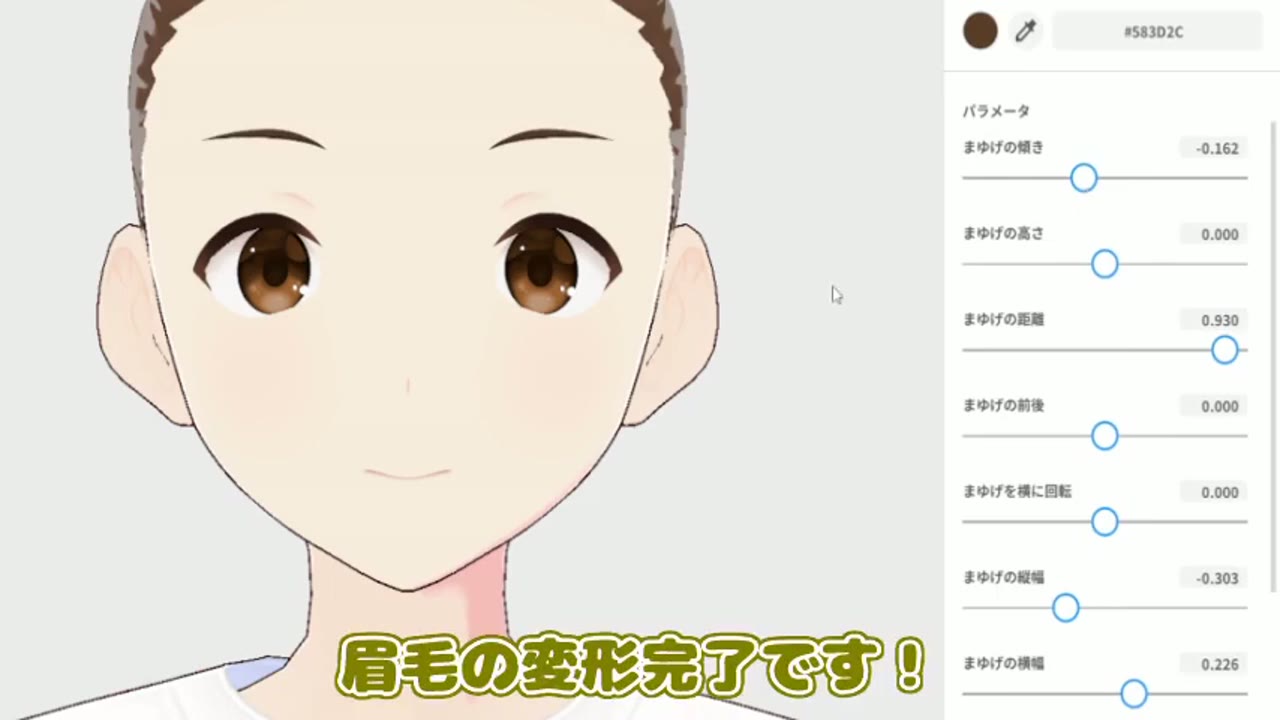 #583D2C
パラメータ
まゆげの傾き -0.162
まゆげの高さ 0.000
まゆげの距離 0.930
まゆげの前後 0.000
まゆげを横に回転 0.000
まゆげの縦幅 -0.303
まゆげの横幅 0.226
眉毛の変形完了です！